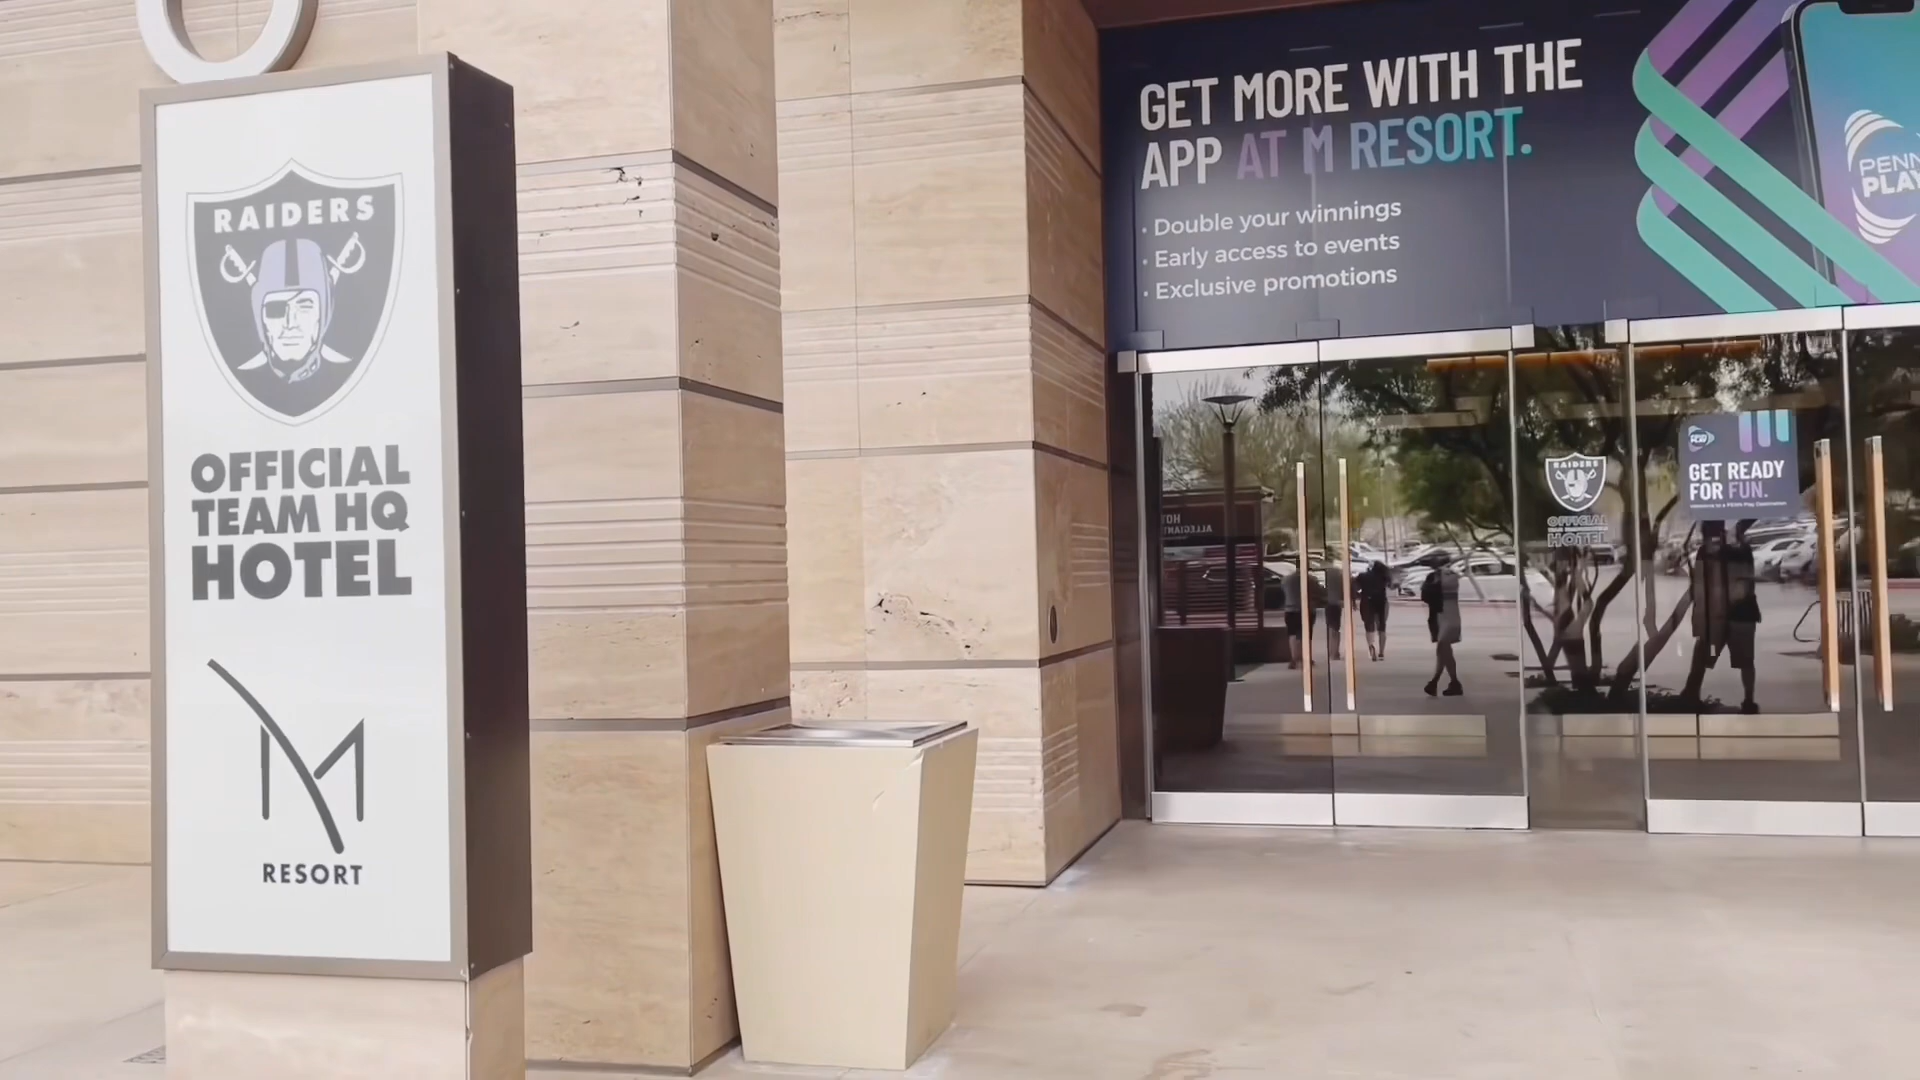 RAIDERS
OFFICIAL
TEAM HQ
HOTEL
RESORT
GET MORE WITH THE
APP AT M RESORT.
• Double your winnings
• Early access to events
• Exclusive promotions
PENN
PLAY
RAIDERS
OFFICIAL
HOTEL
GET READY
FOR FUN.